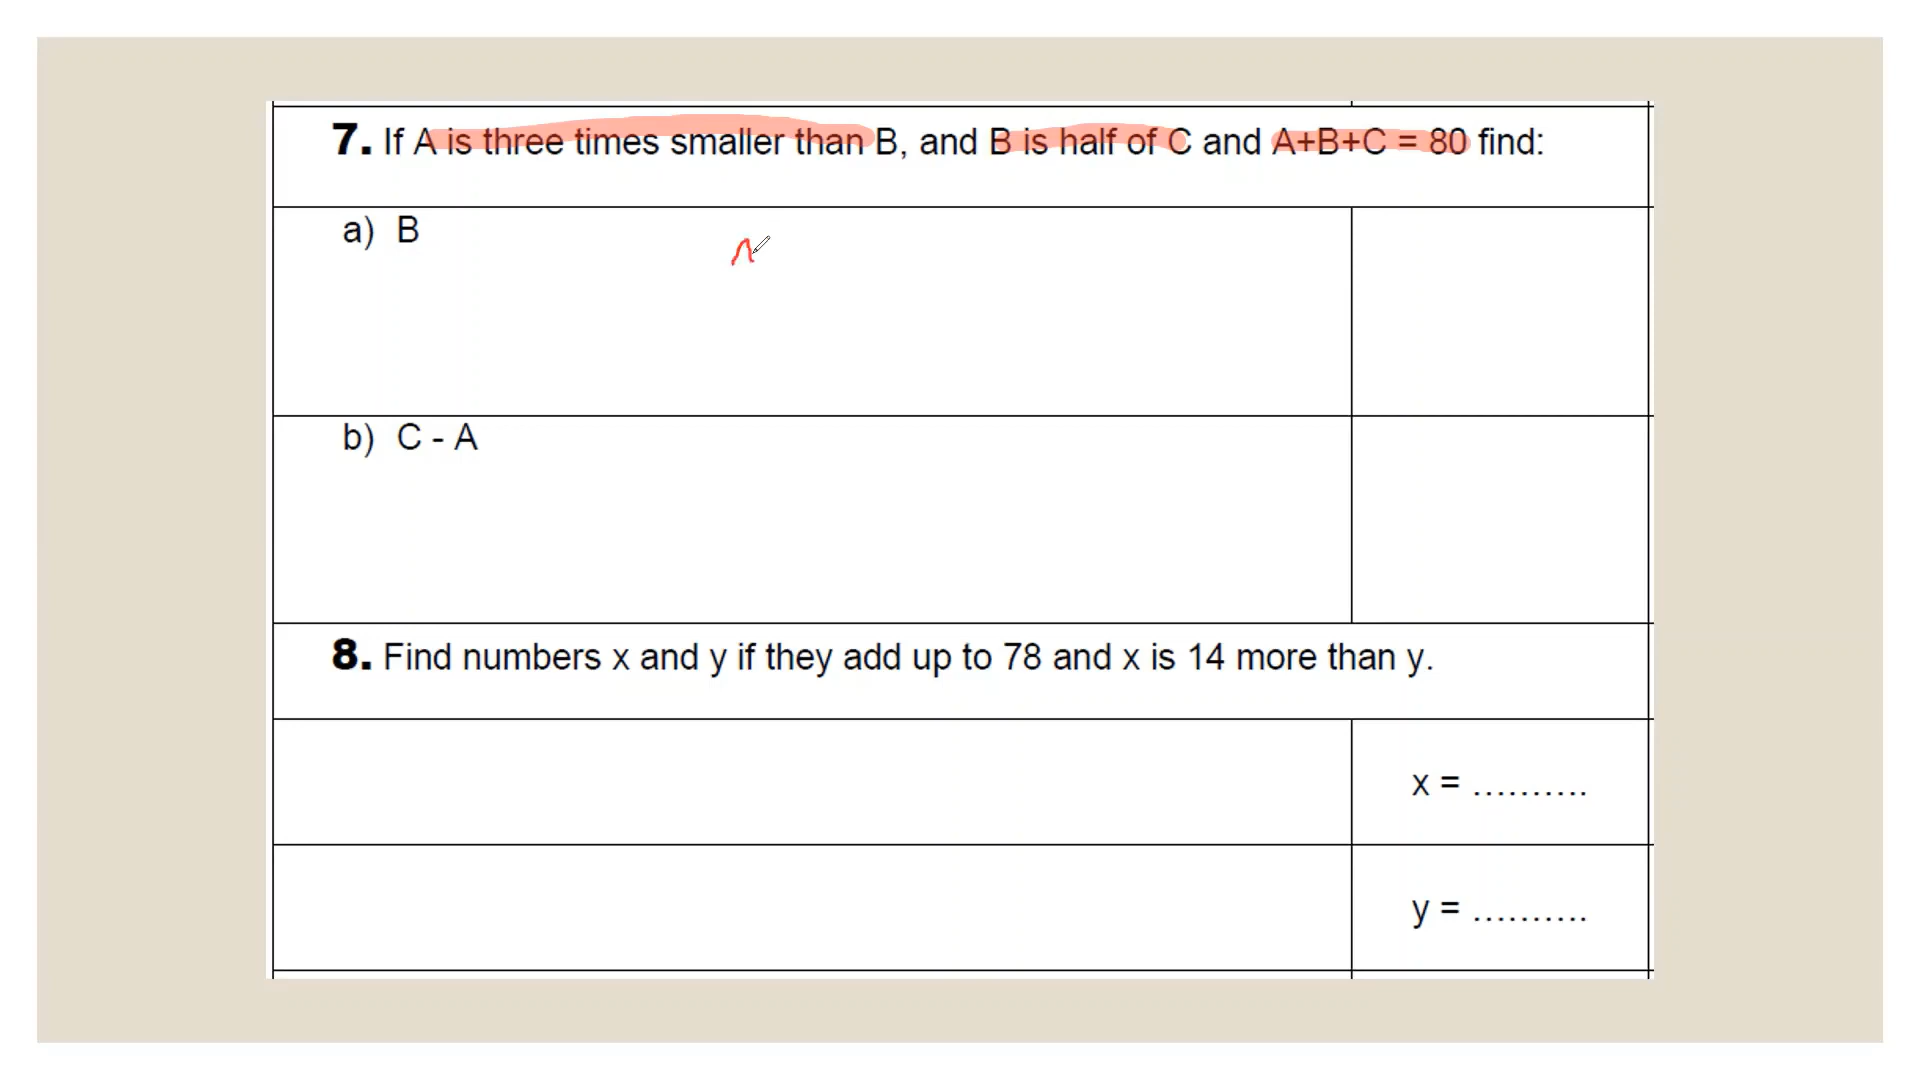 7. If A is three times smaller than B, and B is half of C and A+B+C = 80 find:
a) B
b) C - A
8. Find numbers x and y if they add up to 78 and x is 14 more than y.
x = ..........
y = ..........